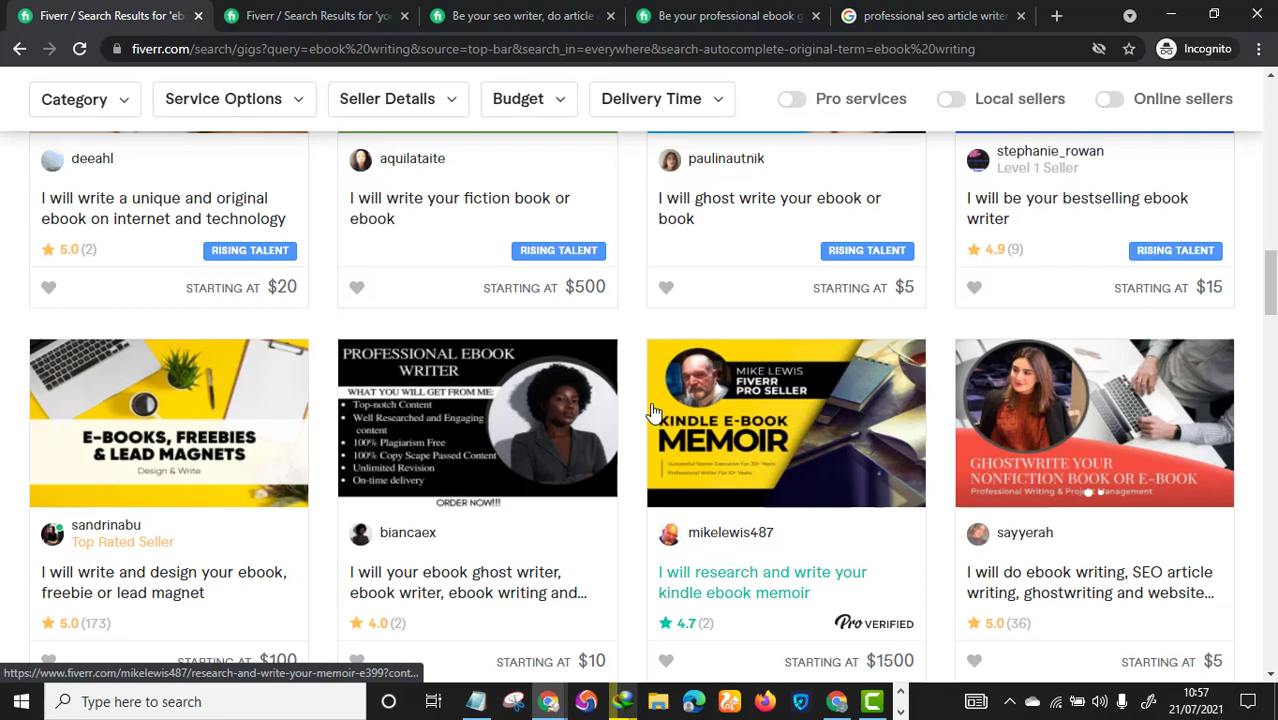 Fiverr / Search Results for 'eb
Fiverr / Search Results for 'yo
Be your seo writer, do article
Be your professional ebook g
professional seo article write
fiverr.com/search/gigs?query=ebook%20writing&source=top-bar&search_in=everywhere&search-autocomplete-original-term=ebook%20writing
Incognito
Category
Service Options
Seller Details
Budget
Delivery Time
Pro services
Local sellers
Online sellers
deeahl
I will write a unique and original
ebook on internet and technology
5.0 (2)
RISING TALENT
STARTING AT $20
aquilataite
I will write your fiction book or
ebook
RISING TALENT
STARTING AT $500
paulinautnik
I will ghost write your ebook or
book
RISING TALENT
STARTING AT $5
stephanie_rowan
Level 1 Seller
I will be your bestselling ebook
writer
4.9 (9)
RISING TALENT
STARTING AT $15
E-BOOKS, FREEBIES
& LEAD MAGNETS
Design & Write
sandrinabu
Top Rated Seller
I will write and design your ebook,
freebie or lead magnet
5.0 (173)
$100
PROFESSIONAL EBOOK
WRITER
WHAT YOU WILL GET FROM ME:
• Top-notch Content
• Well Researched and Engaging
content
• 100% Plagiarism Free
• 100% Copy Scape Passed Content
• Unlimited Revision
• On-time delivery
ORDER NOW!!!
biancaex
I will your ebook ghost writer,
ebook writer, ebook writing and...
4.0 (2)
STARTING AT $10
MIKE LEWIS
FIVERR
PRO SELLER
KINDLE E-BOOK
MEMOIR
Successful Senior Executive For 30+ Years
Professional Writer For 10+ Years
mikelewis487
I will research and write your
kindle ebook memoir
4.7 (2)
Pro VERIFIED
STARTING AT $1500
GHOSTWRITE YOUR
NONFICTION BOOK OR E-BOOK
Professional Writing & Project Management
sayyerah
I will do ebook writing, SEO article
writing, ghostwriting and website...
5.0 (36)
STARTING AT $5
https://www.fiverr.com/mikelewis487/research-and-write-your-memoir-e399?cont...
Type here to search
10:57
21/07/2021